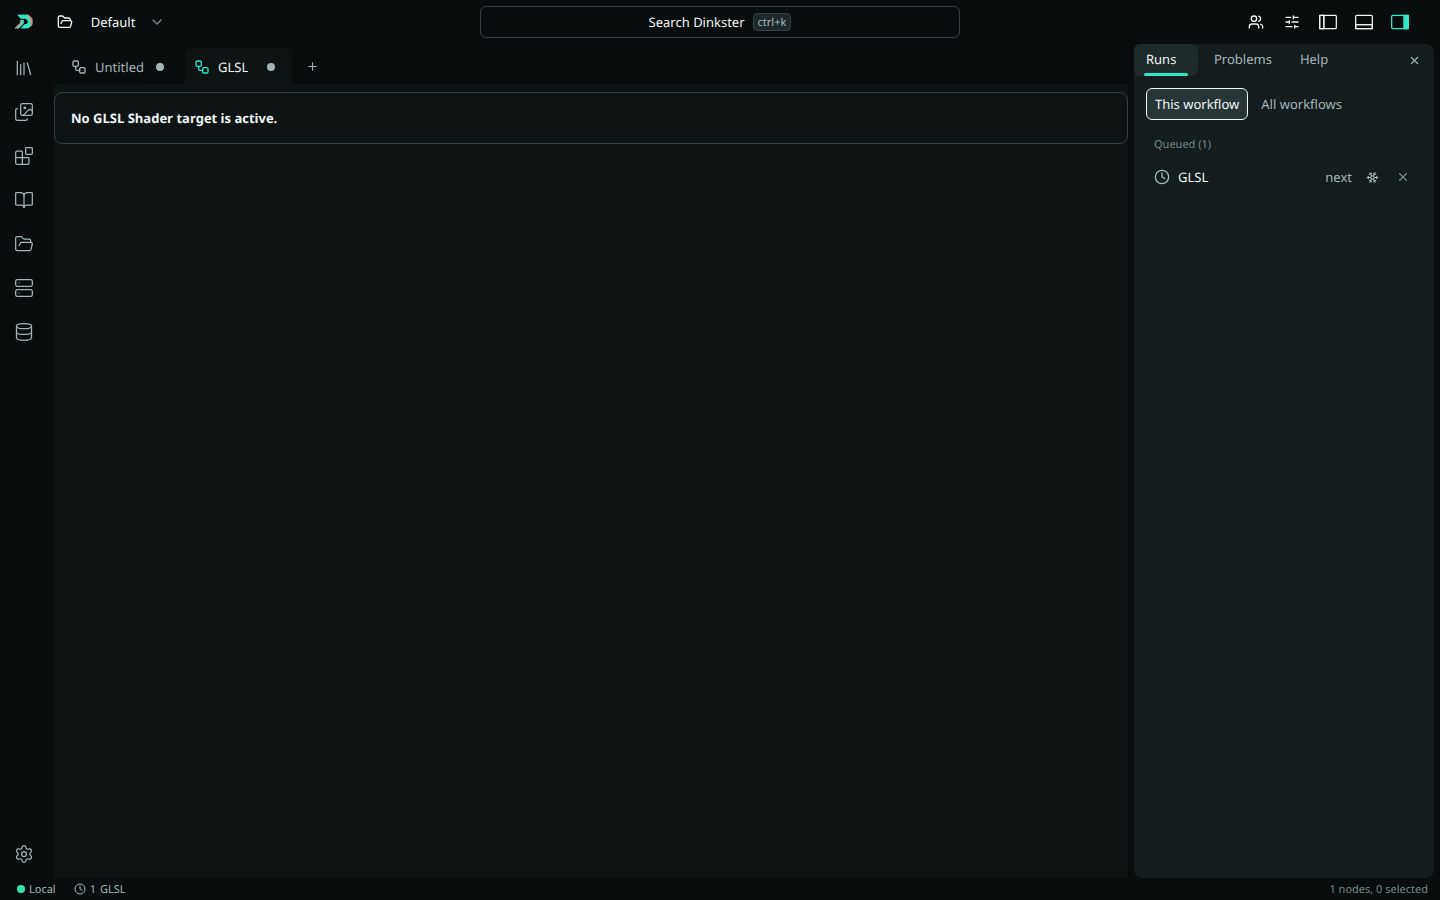 Default
Search Dinkster ctrl+k
Untitled
GLSL
No GLSL Shader target is active.
Runs Problems Help
This workflow All workflows
Queued (1)
GLSL next
Local 1 GLSL
1 nodes, 0 selected